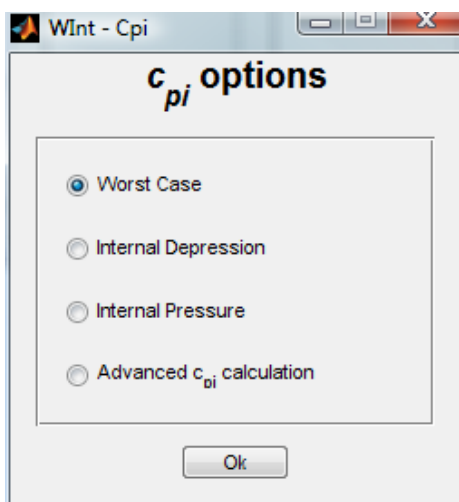 WInt - Cpi
cpi options
Worst Case
Internal Depression
Internal Pressure
Advanced cpi calculation
Ok